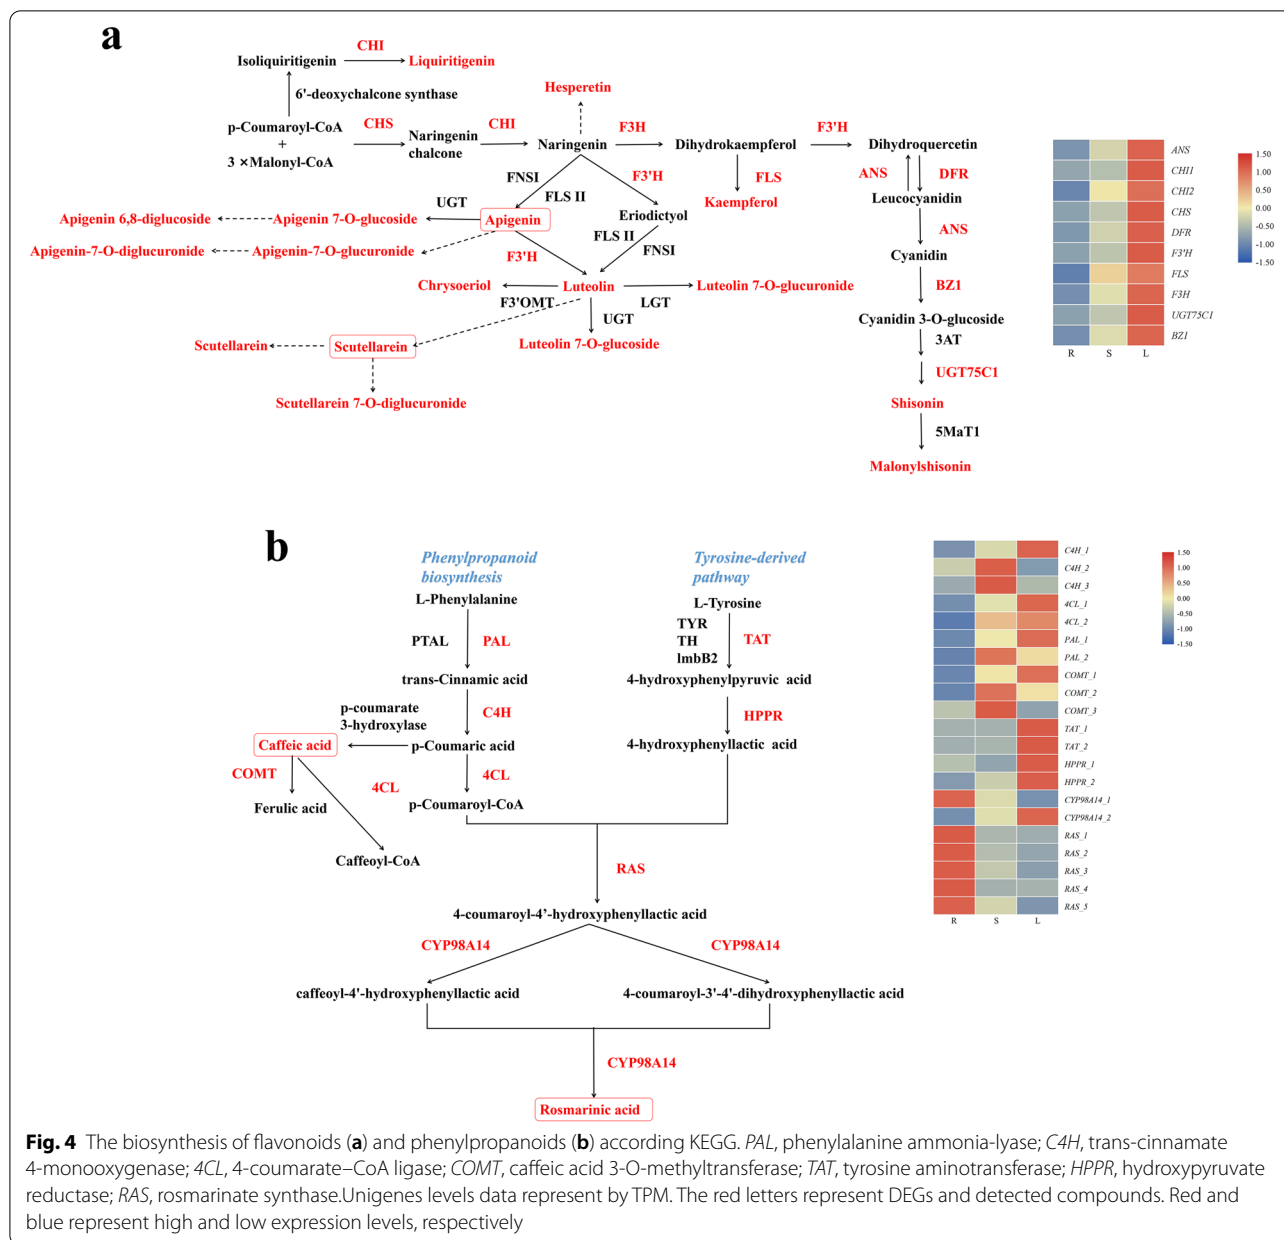 a
CHI
Isoliquiritigenin
Liquiritigenin
6'-deoxychalcone synthase
Hesperetin
p-Coumaroyl-CoA
+
3 ×Malonyl-CoA
CHS
Naringenin
chalcone
CHI
Naringenin
F3H
Dihydrokaempferol
F3'H
Dihydroquercetin
FNSI
FLS II
F3'H
FLS
Kaempferol
ANS
DFR
Leucocyanidin
UGT
Apigenin 6,8-diglucoside
Apigenin 7-O-glucoside
Apigenin
Eriodictyol
ANS
FLS II
FNSI
Apigenin-7-O-diglucuronide
Apigenin-7-O-glucuronide
F3'H
Cyanidin
Chrysoeriol
F3'OMT
Luteolin
LGT
Luteolin 7-O-glucuronide
BZ1
UGT
Cyanidin 3-O-glucoside
3AT
Scutellarein
Scutellarein
Luteolin 7-O-glucoside
UGT75C1
Scutellarein 7-O-diglucuronide
Shisonin
5MaT1
Malonylshisonin
ANS
CHI1
CHI2
CHS
DFR
F3'H
FLS
F3H
UGT75C1
BZ1
R S L
1.50
1.00
0.50
0.00
-0.50
-1.00
-1.50
b
Phenylpropanoid
biosynthesis
Tyrosine-derived
pathway
L-Phenylalanine
L-Tyrosine
PTAL
PAL
TYR
TH
lmbB2
TAT
trans-Cinnamic acid
4-hydroxyphenylpyruvic acid
p-coumarate
3-hydroxylase
C4H
HPPR
Caffeic acid
p-Coumaric acid
4-hydroxyphenyllactic acid
COMT
4CL
4CL
Ferulic acid
p-Coumaroyl-CoA
Caffeoyl-CoA
RAS
4-coumaroyl-4'-hydroxyphenyllactic acid
CYP98A14
CYP98A14
caffeoyl-4'-hydroxyphenyllactic acid
4-coumaroyl-3'-4'-dihydroxyphenyllactic acid
CYP98A14
Rosmarinic acid
C4H_1
C4H_2
C4H_3
4CL_1
4CL_2
PAL_1
PAL_2
COMT_1
COMT_2
COMT_3
TAT_1
TAT_2
HPPR_1
HPPR_2
CYP98A14_1
CYP98A14_2
RAS_1
RAS_2
RAS_3
RAS_4
RAS_5
R S L
1.50
1.00
0.50
0.00
-0.50
-1.00
-1.50
Fig. 4 The biosynthesis of flavonoids (a) and phenylpropanoids (b) according KEGG. PAL, phenylalanine ammonia-lyase; C4H, trans-cinnamate
4-monooxygenase; 4CL, 4-coumarate–CoA ligase; COMT, caffeic acid 3-O-methyltransferase; TAT, tyrosine aminotransferase; HPPR, hydroxypyruvate
reductase; RAS, rosmarinate synthase.Unigenes levels data represent by TPM. The red letters represent DEGs and detected compounds. Red and
blue represent high and low expression levels, respectively